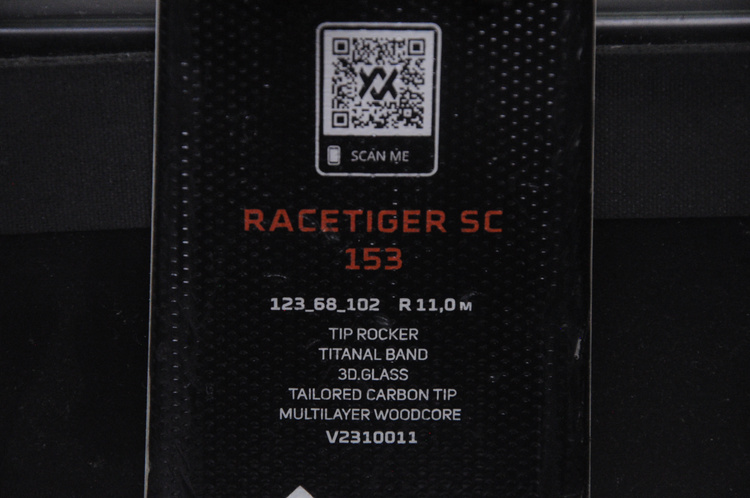 SCAN ME
RACETIGER SC
153
123_68_102 R 11,0 M
TIP ROCKER
TITANAL BAND
3D.GLASS
TAILORED CARBON TIP
MULTILAYER WOODCORE
V2310011